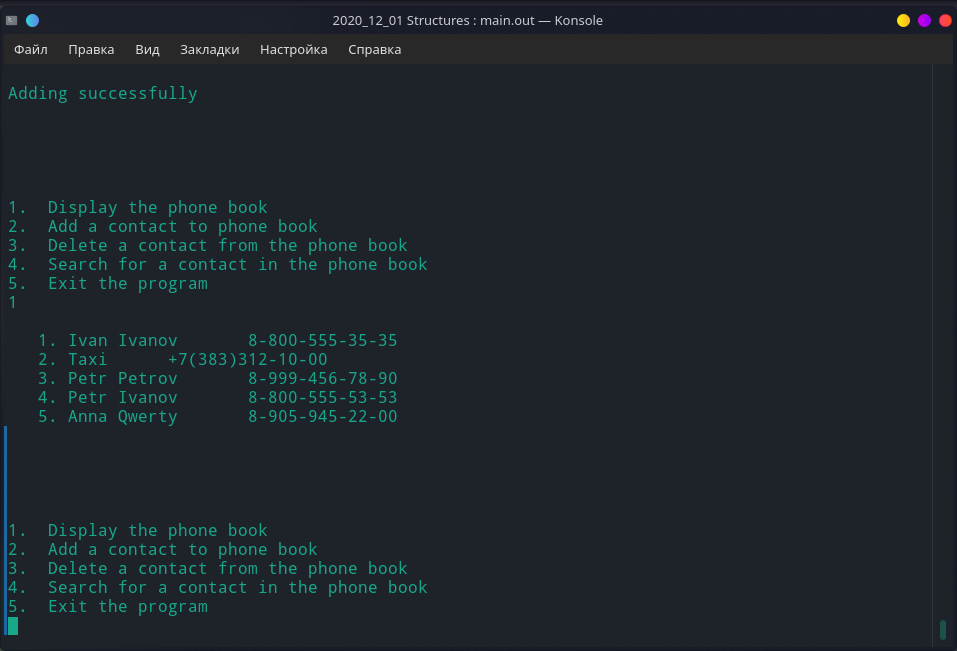 2020_12_01 Structures : main.out — Konsole
Файл Правка Вид Закладки Настройка Справка
Adding successfully
1.  Display the phone book
2.  Add a contact to phone book
3.  Delete a contact from the phone book
4.  Search for a contact in the phone book
5.  Exit the program
1
1. Ivan Ivanov       8-800-555-35-35
2. Taxi      +7(383)312-10-00
3. Petr Petrov       8-999-456-78-90
4. Petr Ivanov       8-800-555-53-53
5. Anna Qwerty       8-905-945-22-00
1.  Display the phone book
2.  Add a contact to phone book
3.  Delete a contact from the phone book
4.  Search for a contact in the phone book
5.  Exit the program